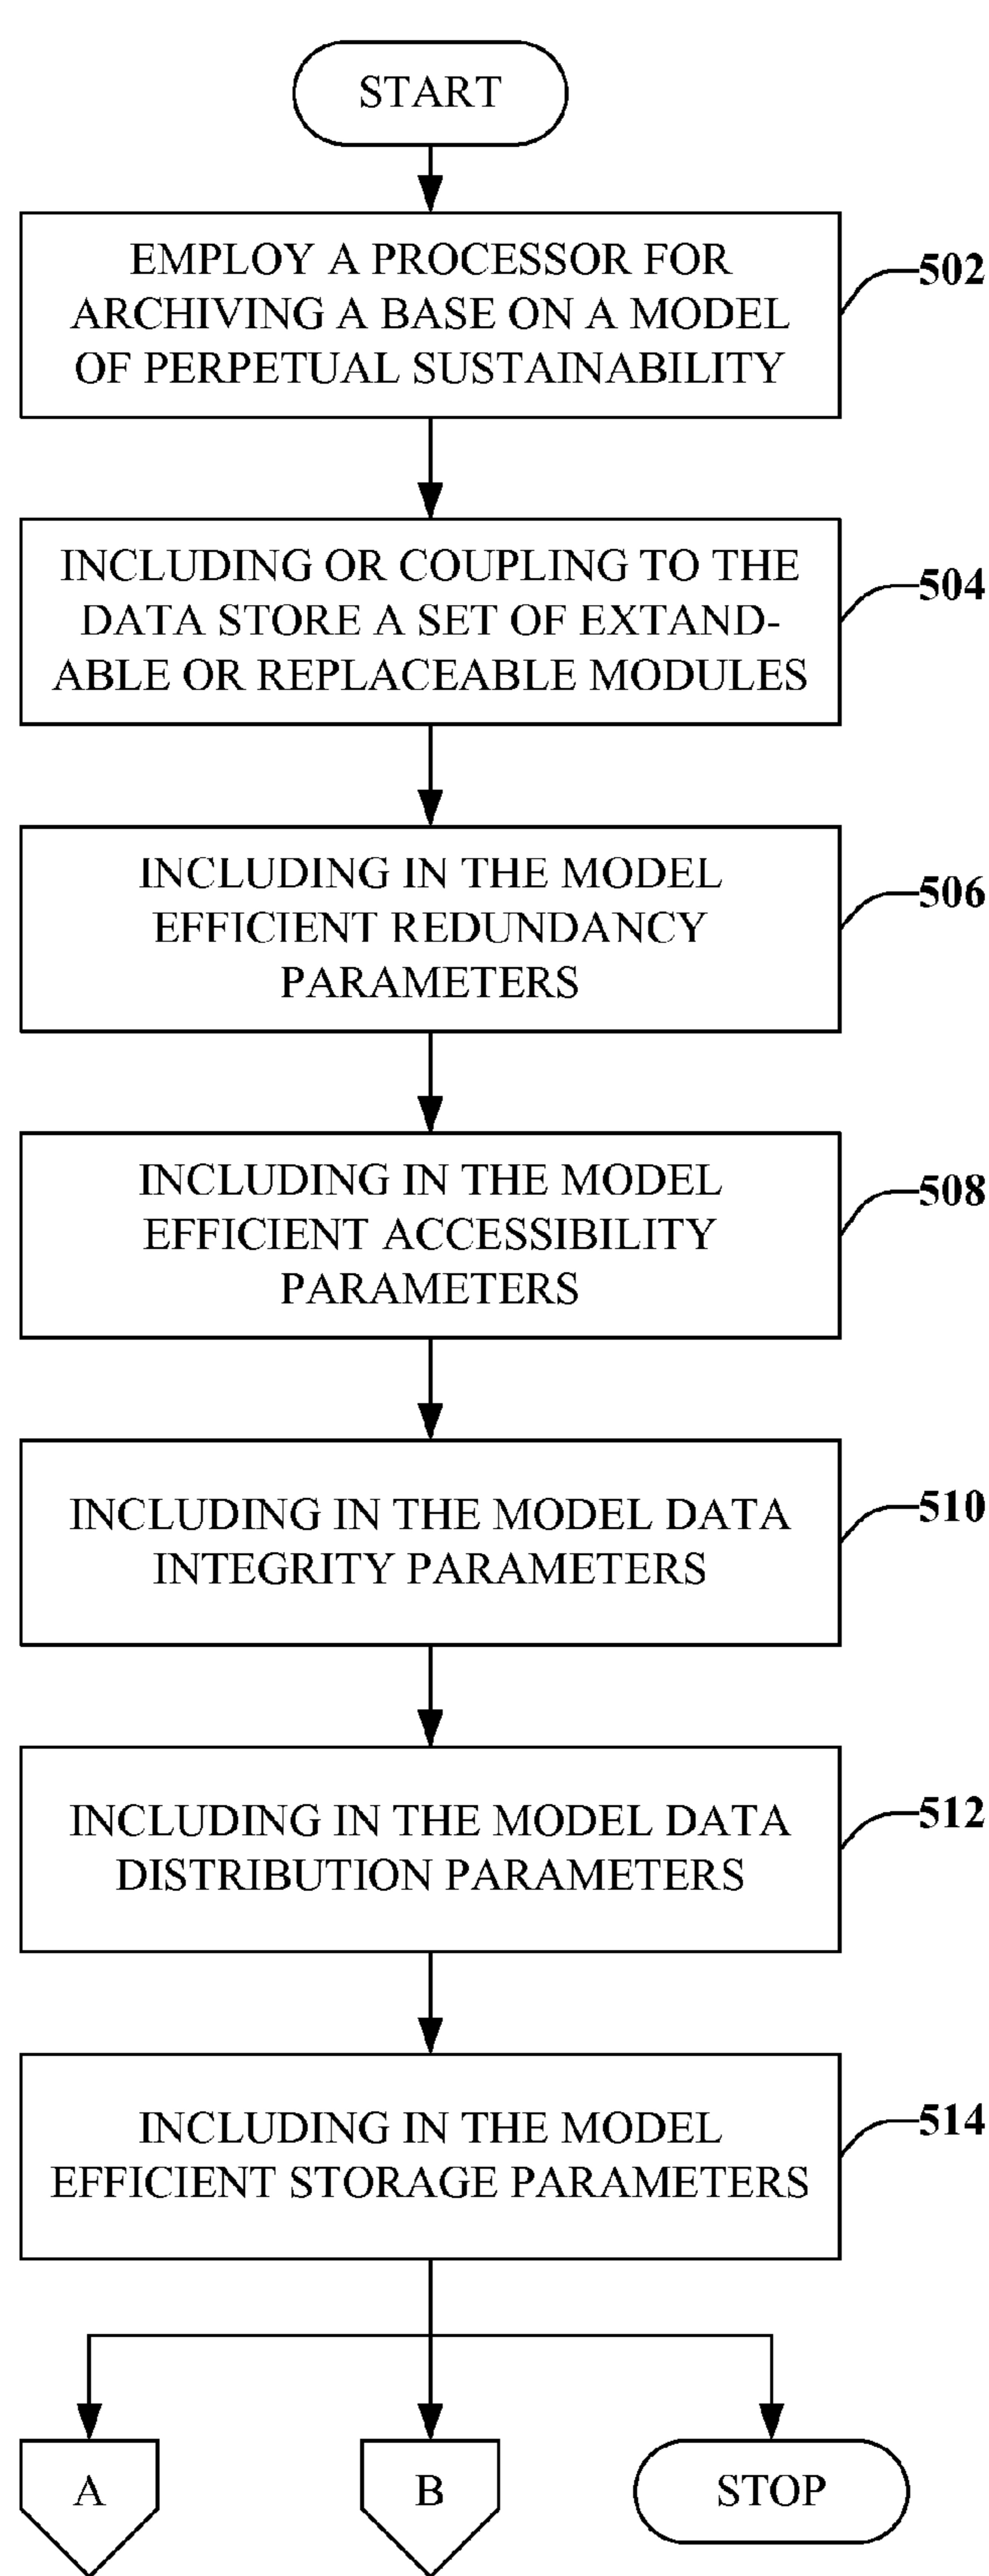 START
EMPLOY A PROCESSOR FOR
ARCHIVING A BASE ON A MODEL
OF PERPETUAL SUSTAINABILITY
502
INCLUDING OR COUPLING TO THE
DATA STORE A SET OF EXTAND-
ABLE OR REPLACEABLE MODULES
504
INCLUDING IN THE MODEL
EFFICIENT REDUNDANCY
PARAMETERS
506
INCLUDING IN THE MODEL
EFFICIENT ACCESSIBILITY
PARAMETERS
508
INCLUDING IN THE MODEL DATA
INTEGRITY PARAMETERS
510
INCLUDING IN THE MODEL DATA
DISTRIBUTION PARAMETERS
512
INCLUDING IN THE MODEL
EFFICIENT STORAGE PARAMETERS
514
A
B
STOP